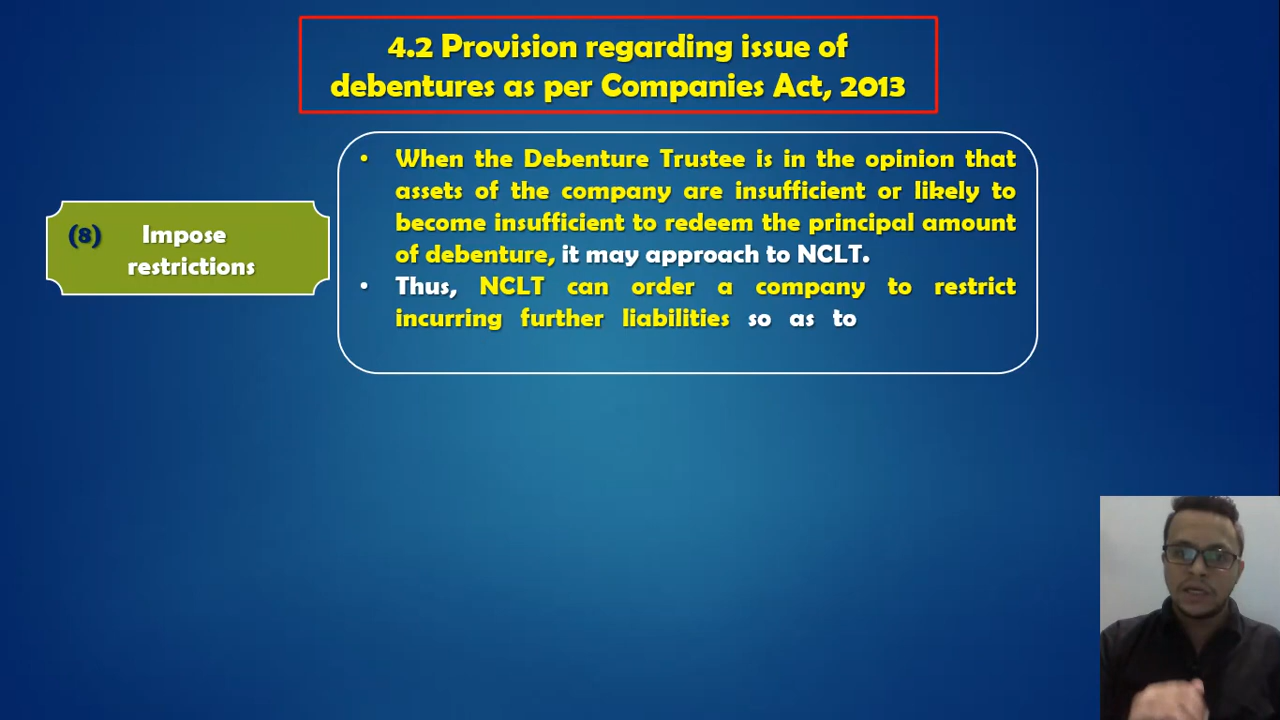 4.2 Provision regarding issue of
debentures as per Companies Act, 2013
(8) Impose
restrictions
• When the Debenture Trustee is in the opinion that
assets of the company are insufficient or likely to
become insufficient to redeem the principal amount
of debenture, it may approach to NCLT.
• Thus, NCLT can order a company to restrict
incurring further liabilities so as to